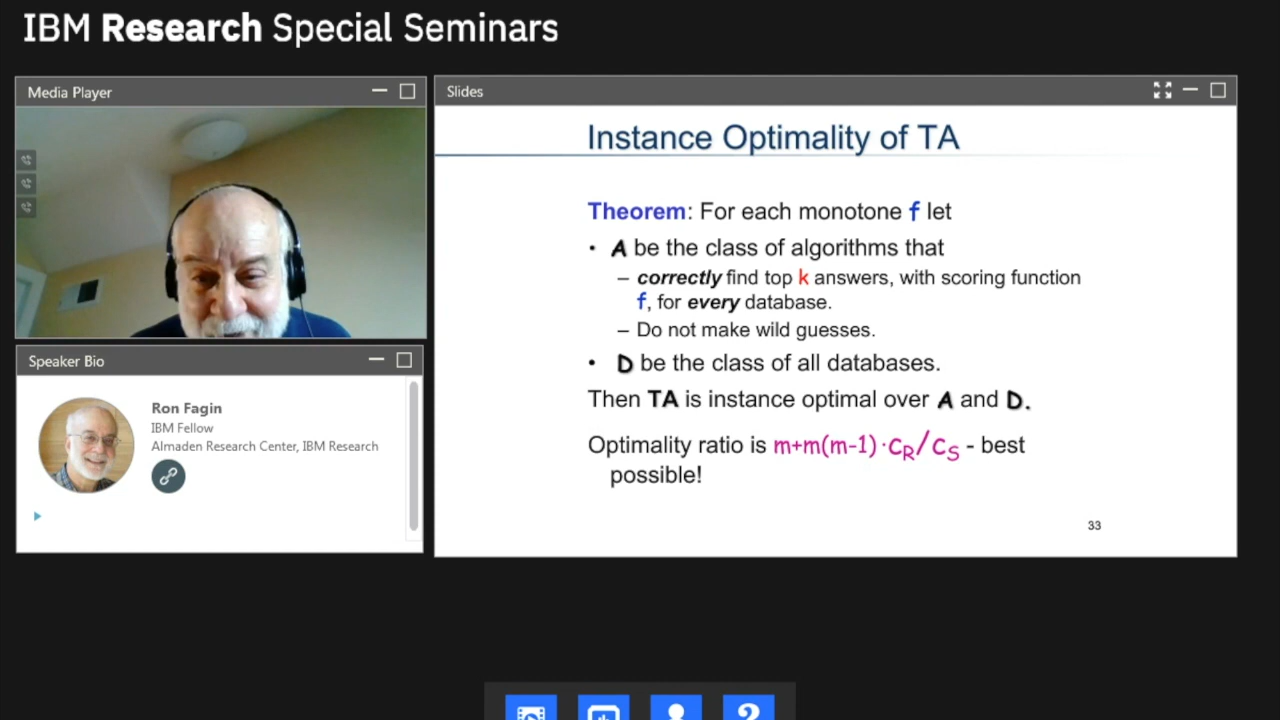 IBM Research Special Seminars
Media Player
Speaker Bio
Ron Fagin
IBM Fellow
Almaden Research Center, IBM Research
Slides
Instance Optimality of TA
Theorem: For each monotone f let
• A be the class of algorithms that
– correctly find top k answers, with scoring function
f, for every database.
– Do not make wild guesses.
• D be the class of all databases.
Then TA is instance optimal over A and D.
Optimality ratio is m+m(m-1)·cR/cS - best
possible!
33
?